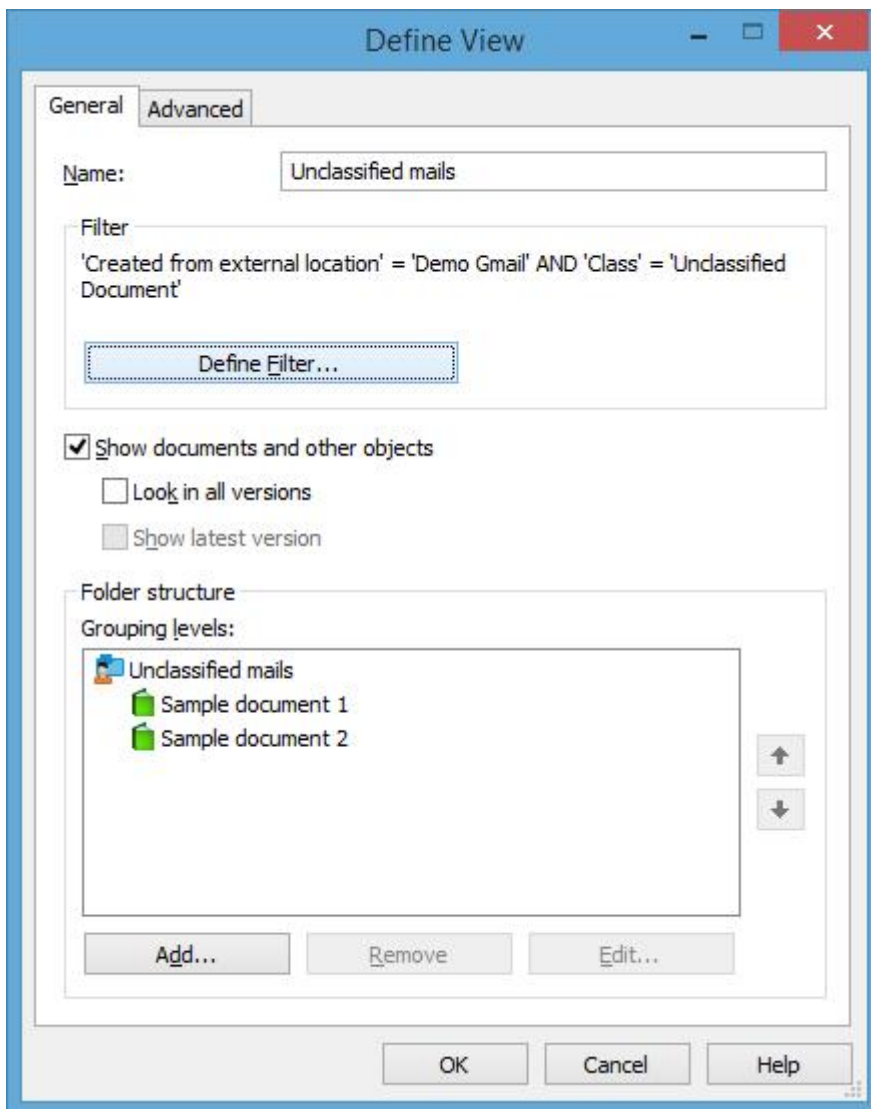 Define View
General Advanced
Name: Unclassified mails
Filter
'Created from external location' = 'Demo Gmail' AND 'Class' = 'Unclassified
Document'
Define Filter...
Show documents and other objects
Look in all versions
Show latest version
Folder structure
Grouping levels:
Unclassified mails
Sample document 1
Sample document 2
Add... Remove Edit...
OK Cancel Help